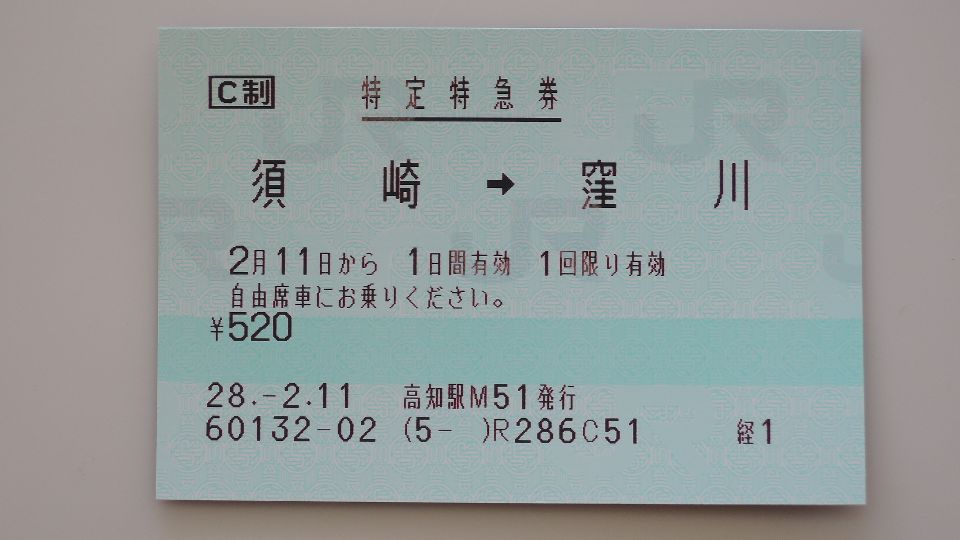 C制 特定特急券
須崎 ➡ 窪川
2月11日から 1日間有効 1回限り有効
自由席車にお乗りください。
¥520
28.-2.11 高知駅M51発行
60132-02 (5- )R286C51 経1